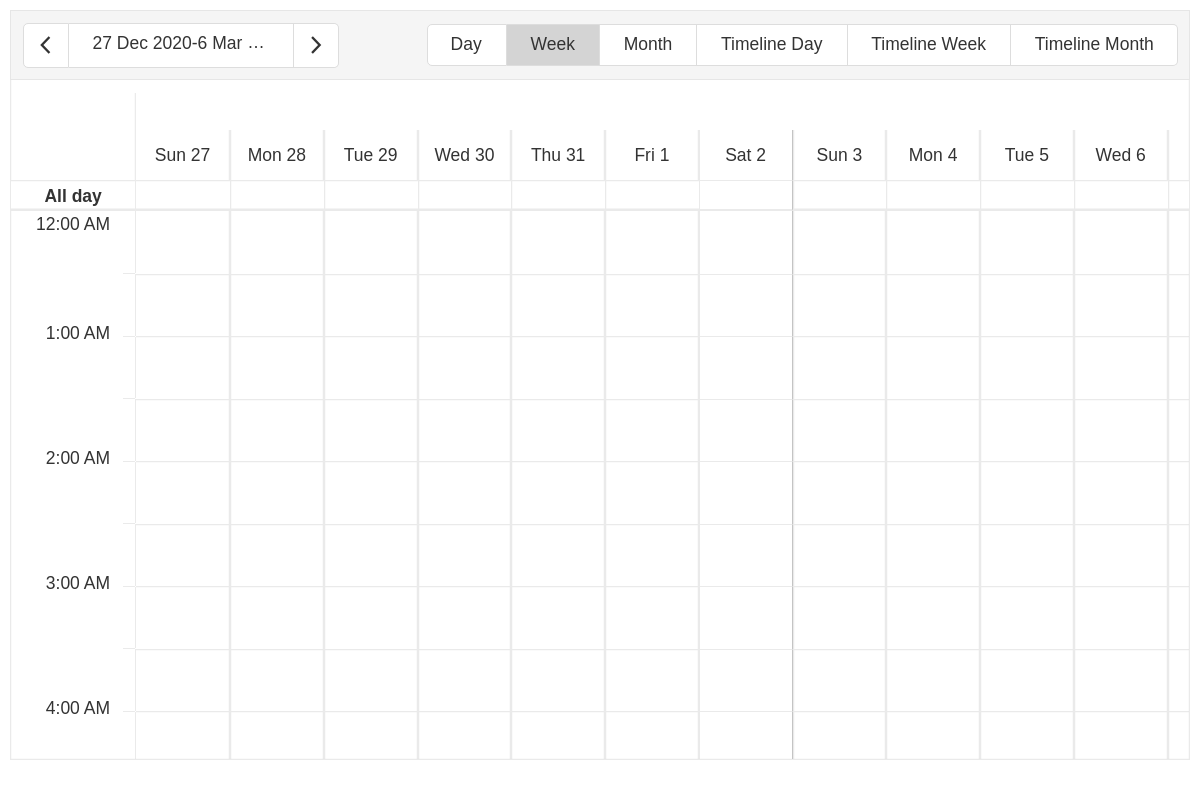 27 Dec 2020-6 Mar …
Day Week Month Timeline Day Timeline Week Timeline Month
Sun 27 Mon 28 Tue 29 Wed 30 Thu 31 Fri 1 Sat 2 Sun 3 Mon 4 Tue 5 Wed 6
All day
12:00 AM
1:00 AM
2:00 AM
3:00 AM
4:00 AM